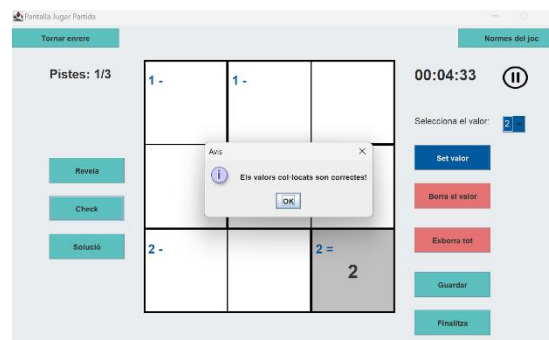 Pantalla Jugar Partida
Tornar enrere
Normes del joc
Pistes: 1/3
1 -
1 -
00:04:33
Selecciona el valor:
2
Avis
Els valors col·locats son correctes!
OK
Set valor
Revela
Borra el valor
Check
Solució
2 -
2 =
2
Esborra tot
Guardar
Finalitza